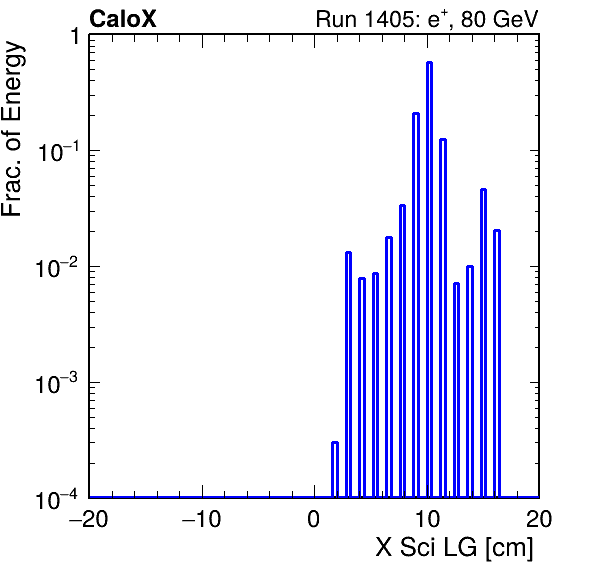 CaloX Run 1405: e⁺, 80 GeV
Frac. of Energy
1
10⁻¹
10⁻²
10⁻³
10⁻⁴
−20 −10 0 10 20
X Sci LG [cm]